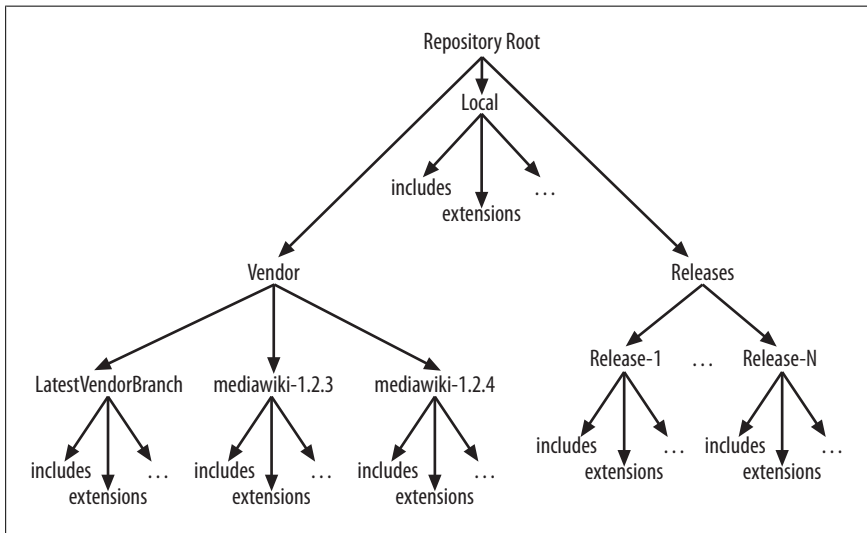 Repository Root
Local
includes
...
extensions
Vendor
Releases
LatestVendorBranch
mediawiki-1.2.3
mediawiki-1.2.4
Release-1
...
Release-N
includes
...
extensions
includes
...
extensions
includes
...
extensions
includes
...
extensions
includes
...
extensions